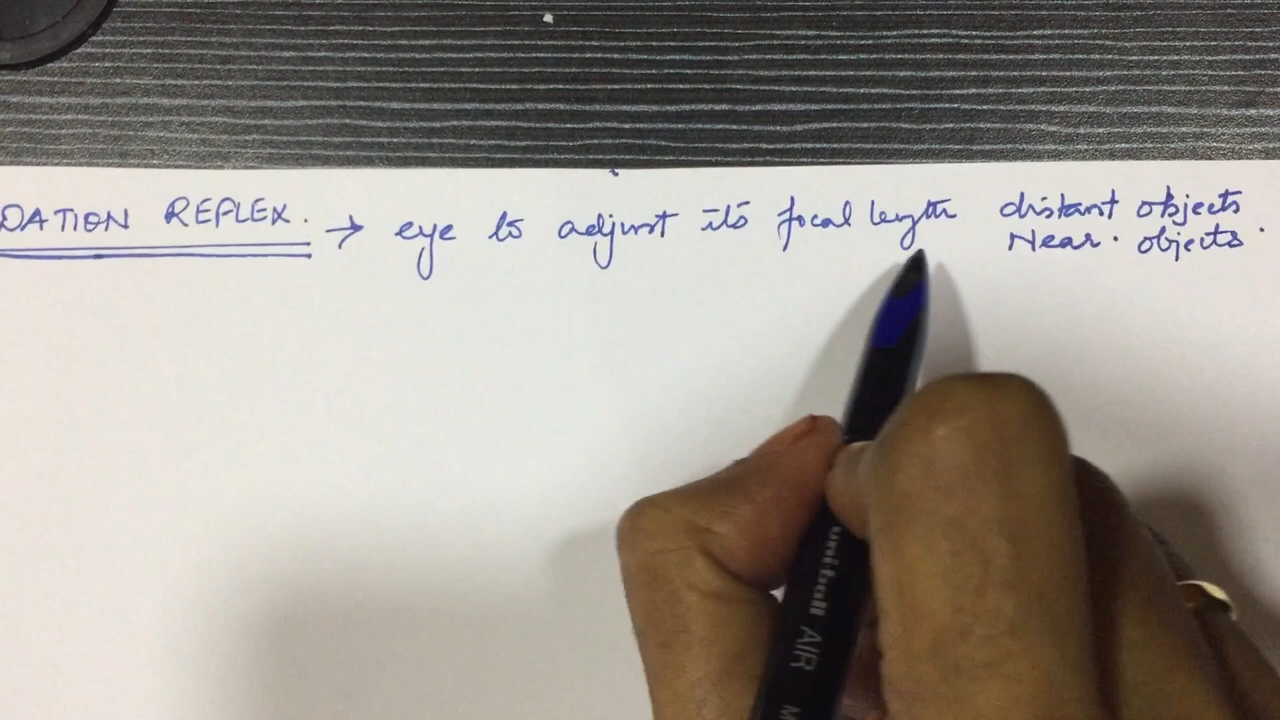 DATION REFLEX. → eye to adjust its focal length distant objects
Near. objects.
uniball AIR M